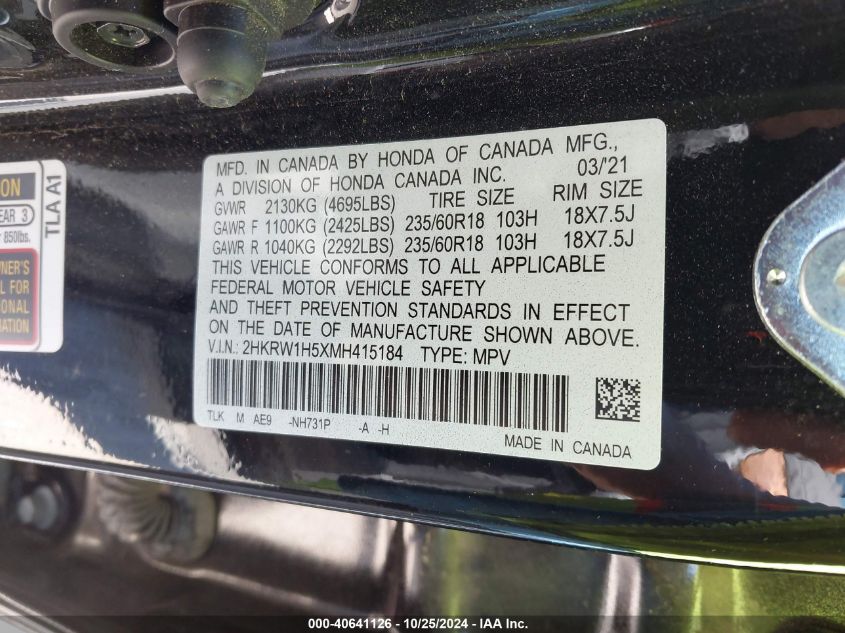 MFD. IN CANADA BY HONDA OF CANADA MFG.,
A DIVISION OF HONDA CANADA INC. 03/'21
GVWR 2130KG (4695LBS) TIRE SIZE RIM SIZE
GAWR F 1100KG (2425LBS) 235/60R18 103H 18X7.5J
GAWR R 1040KG (2292LBS) 235/60R18 103H 18X7.5J
THIS VEHICLE CONFORMS TO ALL APPLICABLE
FEDERAL MOTOR VEHICLE SAFETY
AND THEFT PREVENTION STANDARDS IN EFFECT
ON THE DATE OF MANUFACTURE SHOWN ABOVE.
V.I.N.: 2HKRW1H5XMH415184 TYPE: MPV
TLK M AE9 -NH731P -A -H
MADE IN CANADA
TLA A1
3
850lbs.
000-40641126 - 10/25/2024 - IAA Inc.